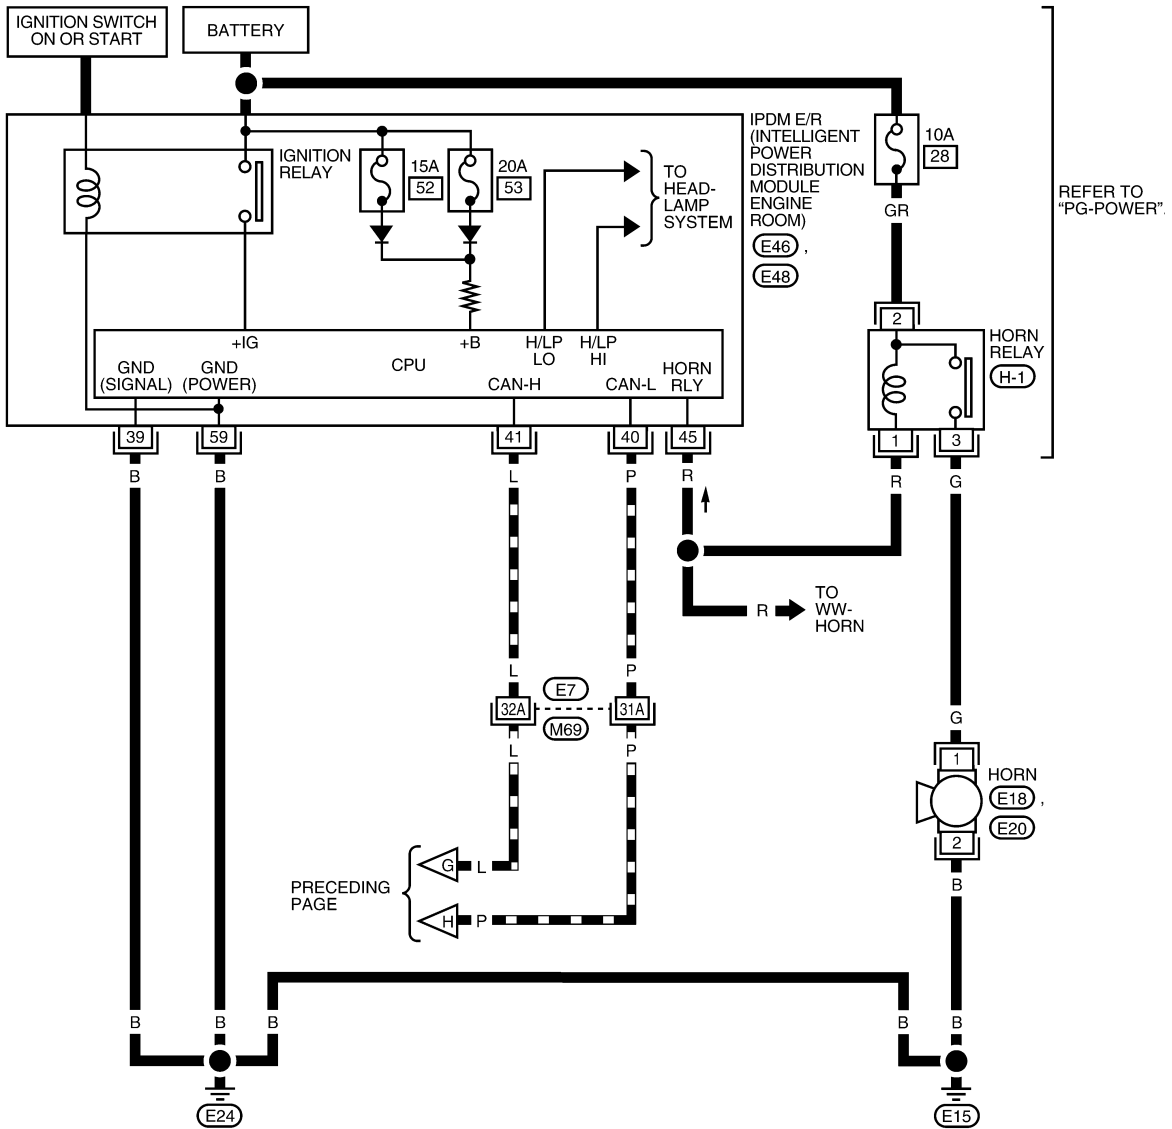 IGNITION SWITCH
ON OR START
BATTERY
IGNITION
RELAY
15A
52
20A
53
TO
HEAD-
LAMP
SYSTEM
IPDM E/R
(INTELLIGENT
POWER
DISTRIBUTION
MODULE
ENGINE
ROOM)
E46 ,
E48
10A
28
GR
REFER TO
“PG-POWER”.
2
HORN
RELAY
H-1
1
3
+IG
+B
H/LP
LO
H/LP
HI
CPU
GND
(SIGNAL)
GND
(POWER)
CAN-H
CAN-L
HORN
RLY
39
59
41
40
45
B
B
L
P
R
R
G
R
TO
WW-
HORN
L
P
32A
E7
M69
31A
L
P
G
1
HORN
E18 ,
E20
2
B
PRECEDING
PAGE
G
L
H
P
B
B
B
B
B
E24
E15